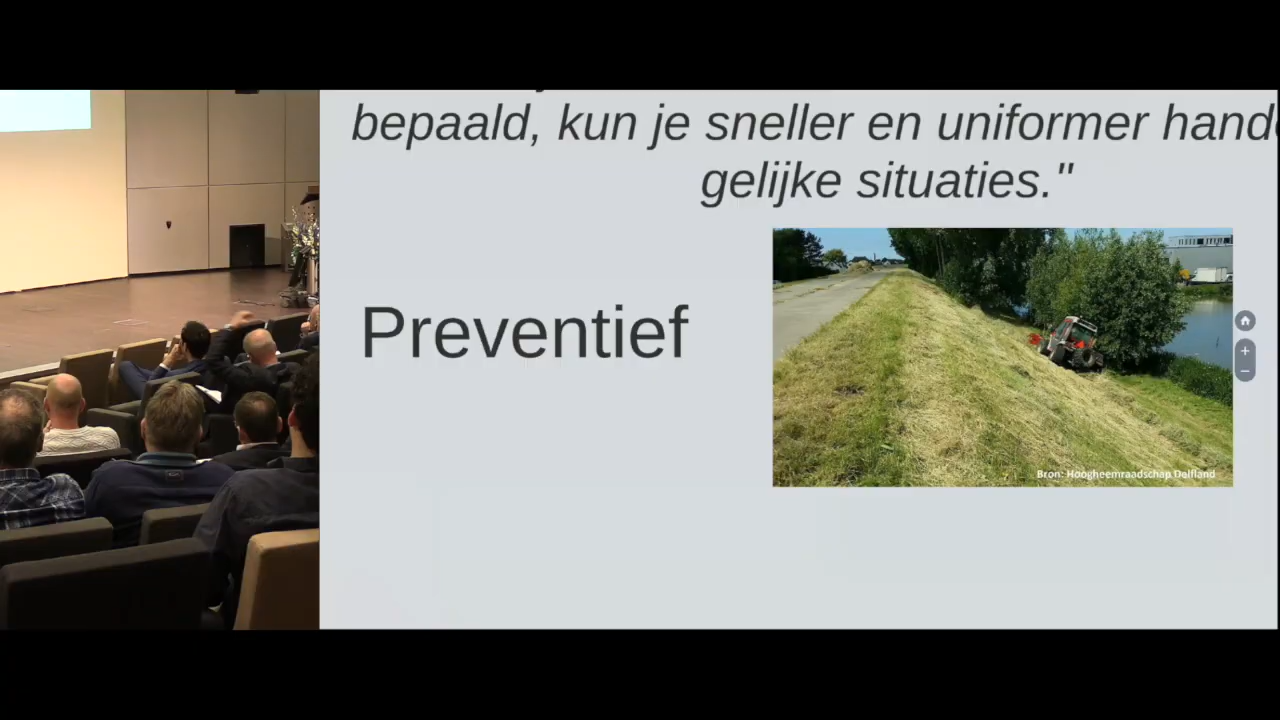 bepaald, kun je sneller en uniformer hand
gelijke situaties."
Preventief
Bron: Hoogheemraadschap Delfland